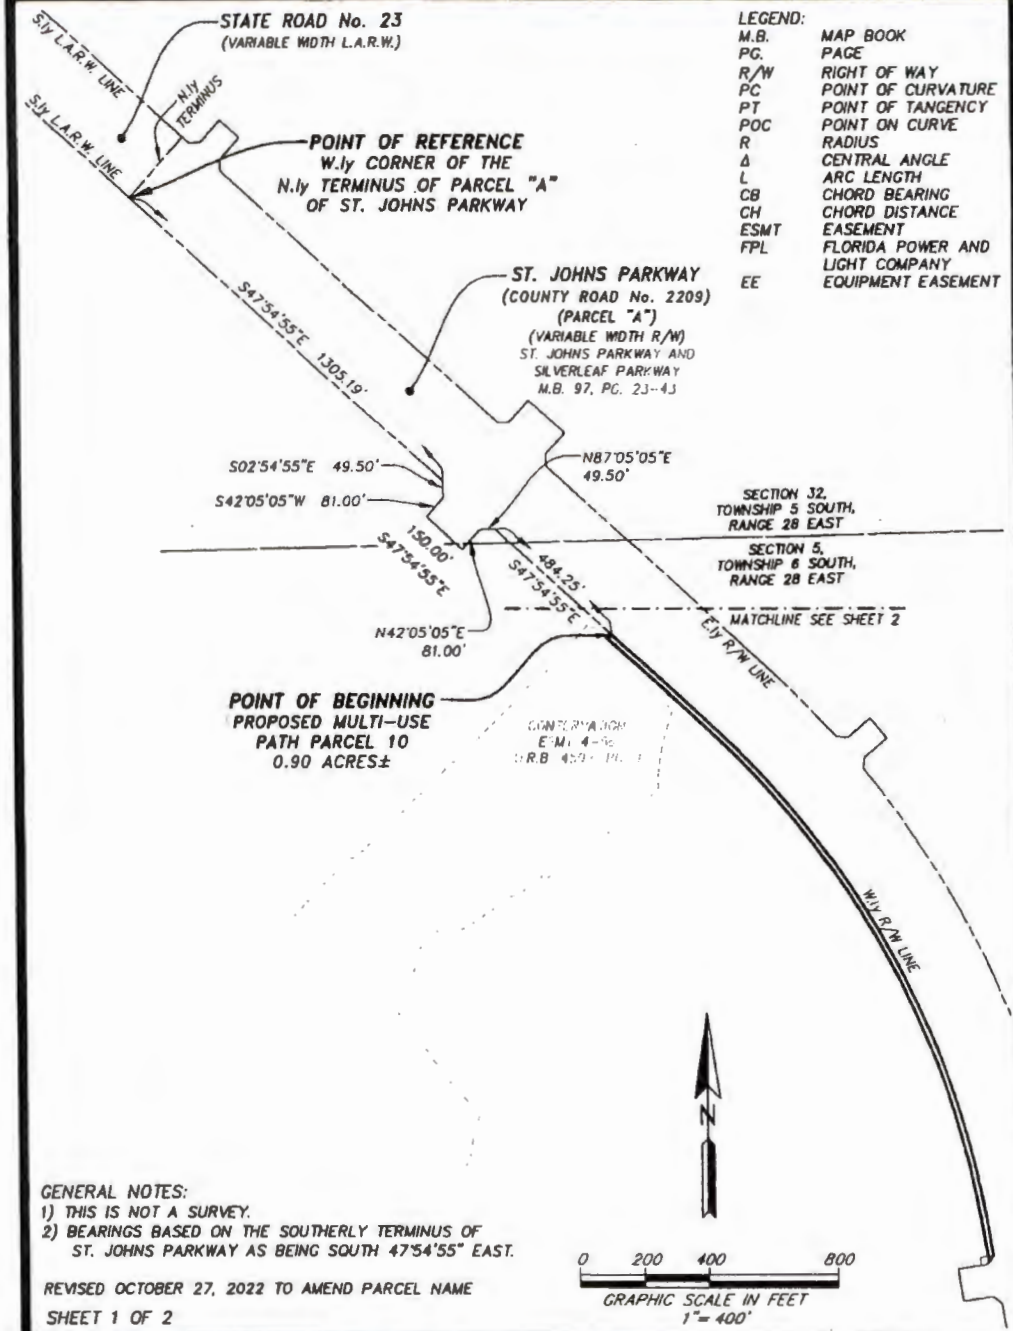 STATE ROAD No. 23
(VARIABLE WIDTH L.A.R.W.)
S.ly L.A.R.W. LINE
S.ly L.A.R.W. LINE
N.ly
TERMINUS
POINT OF REFERENCE
W.ly CORNER OF THE
N.ly TERMINUS OF PARCEL "A"
OF ST. JOHNS PARKWAY
LEGEND:
M.B. MAP BOOK
PG. PAGE
R/W RIGHT OF WAY
PC POINT OF CURVATURE
PT POINT OF TANGENCY
POC POINT ON CURVE
R RADIUS
Δ CENTRAL ANGLE
L ARC LENGTH
CB CHORD BEARING
CH CHORD DISTANCE
ESMT EASEMENT
FPL FLORIDA POWER AND
LIGHT COMPANY
EE EQUIPMENT EASEMENT
S47°54'55"E 1305.19'
ST. JOHNS PARKWAY
(COUNTY ROAD No. 2209)
(PARCEL "A")
(VARIABLE WIDTH R/W)
ST. JOHNS PARKWAY AND
SILVERLEAF PARKWAY
M.B. 97, PG. 23-43
S02°54'55"E 49.50'
S42°05'05"W 81.00'
150.00'
S47°54'55"E
N87°05'05"E
49.50'
484.25'
S47°54'55"E
N42°05'05"E
81.00'
SECTION 32,
TOWNSHIP 5 SOUTH,
RANGE 28 EAST
SECTION 5,
TOWNSHIP 6 SOUTH,
RANGE 28 EAST
MATCHLINE SEE SHEET 2
E.ly R/W LINE
POINT OF BEGINNING
PROPOSED MULTI-USE
PATH PARCEL 10
0.90 ACRES±
CONSERVATION
W.ly R/W LINE
N
GENERAL NOTES:
1) THIS IS NOT A SURVEY.
2) BEARINGS BASED ON THE SOUTHERLY TERMINUS OF
ST. JOHNS PARKWAY AS BEING SOUTH 47°54'55" EAST.
REVISED OCTOBER 27, 2022 TO AMEND PARCEL NAME
SHEET 1 OF 2
0 200 400 800
GRAPHIC SCALE IN FEET
1"= 400'